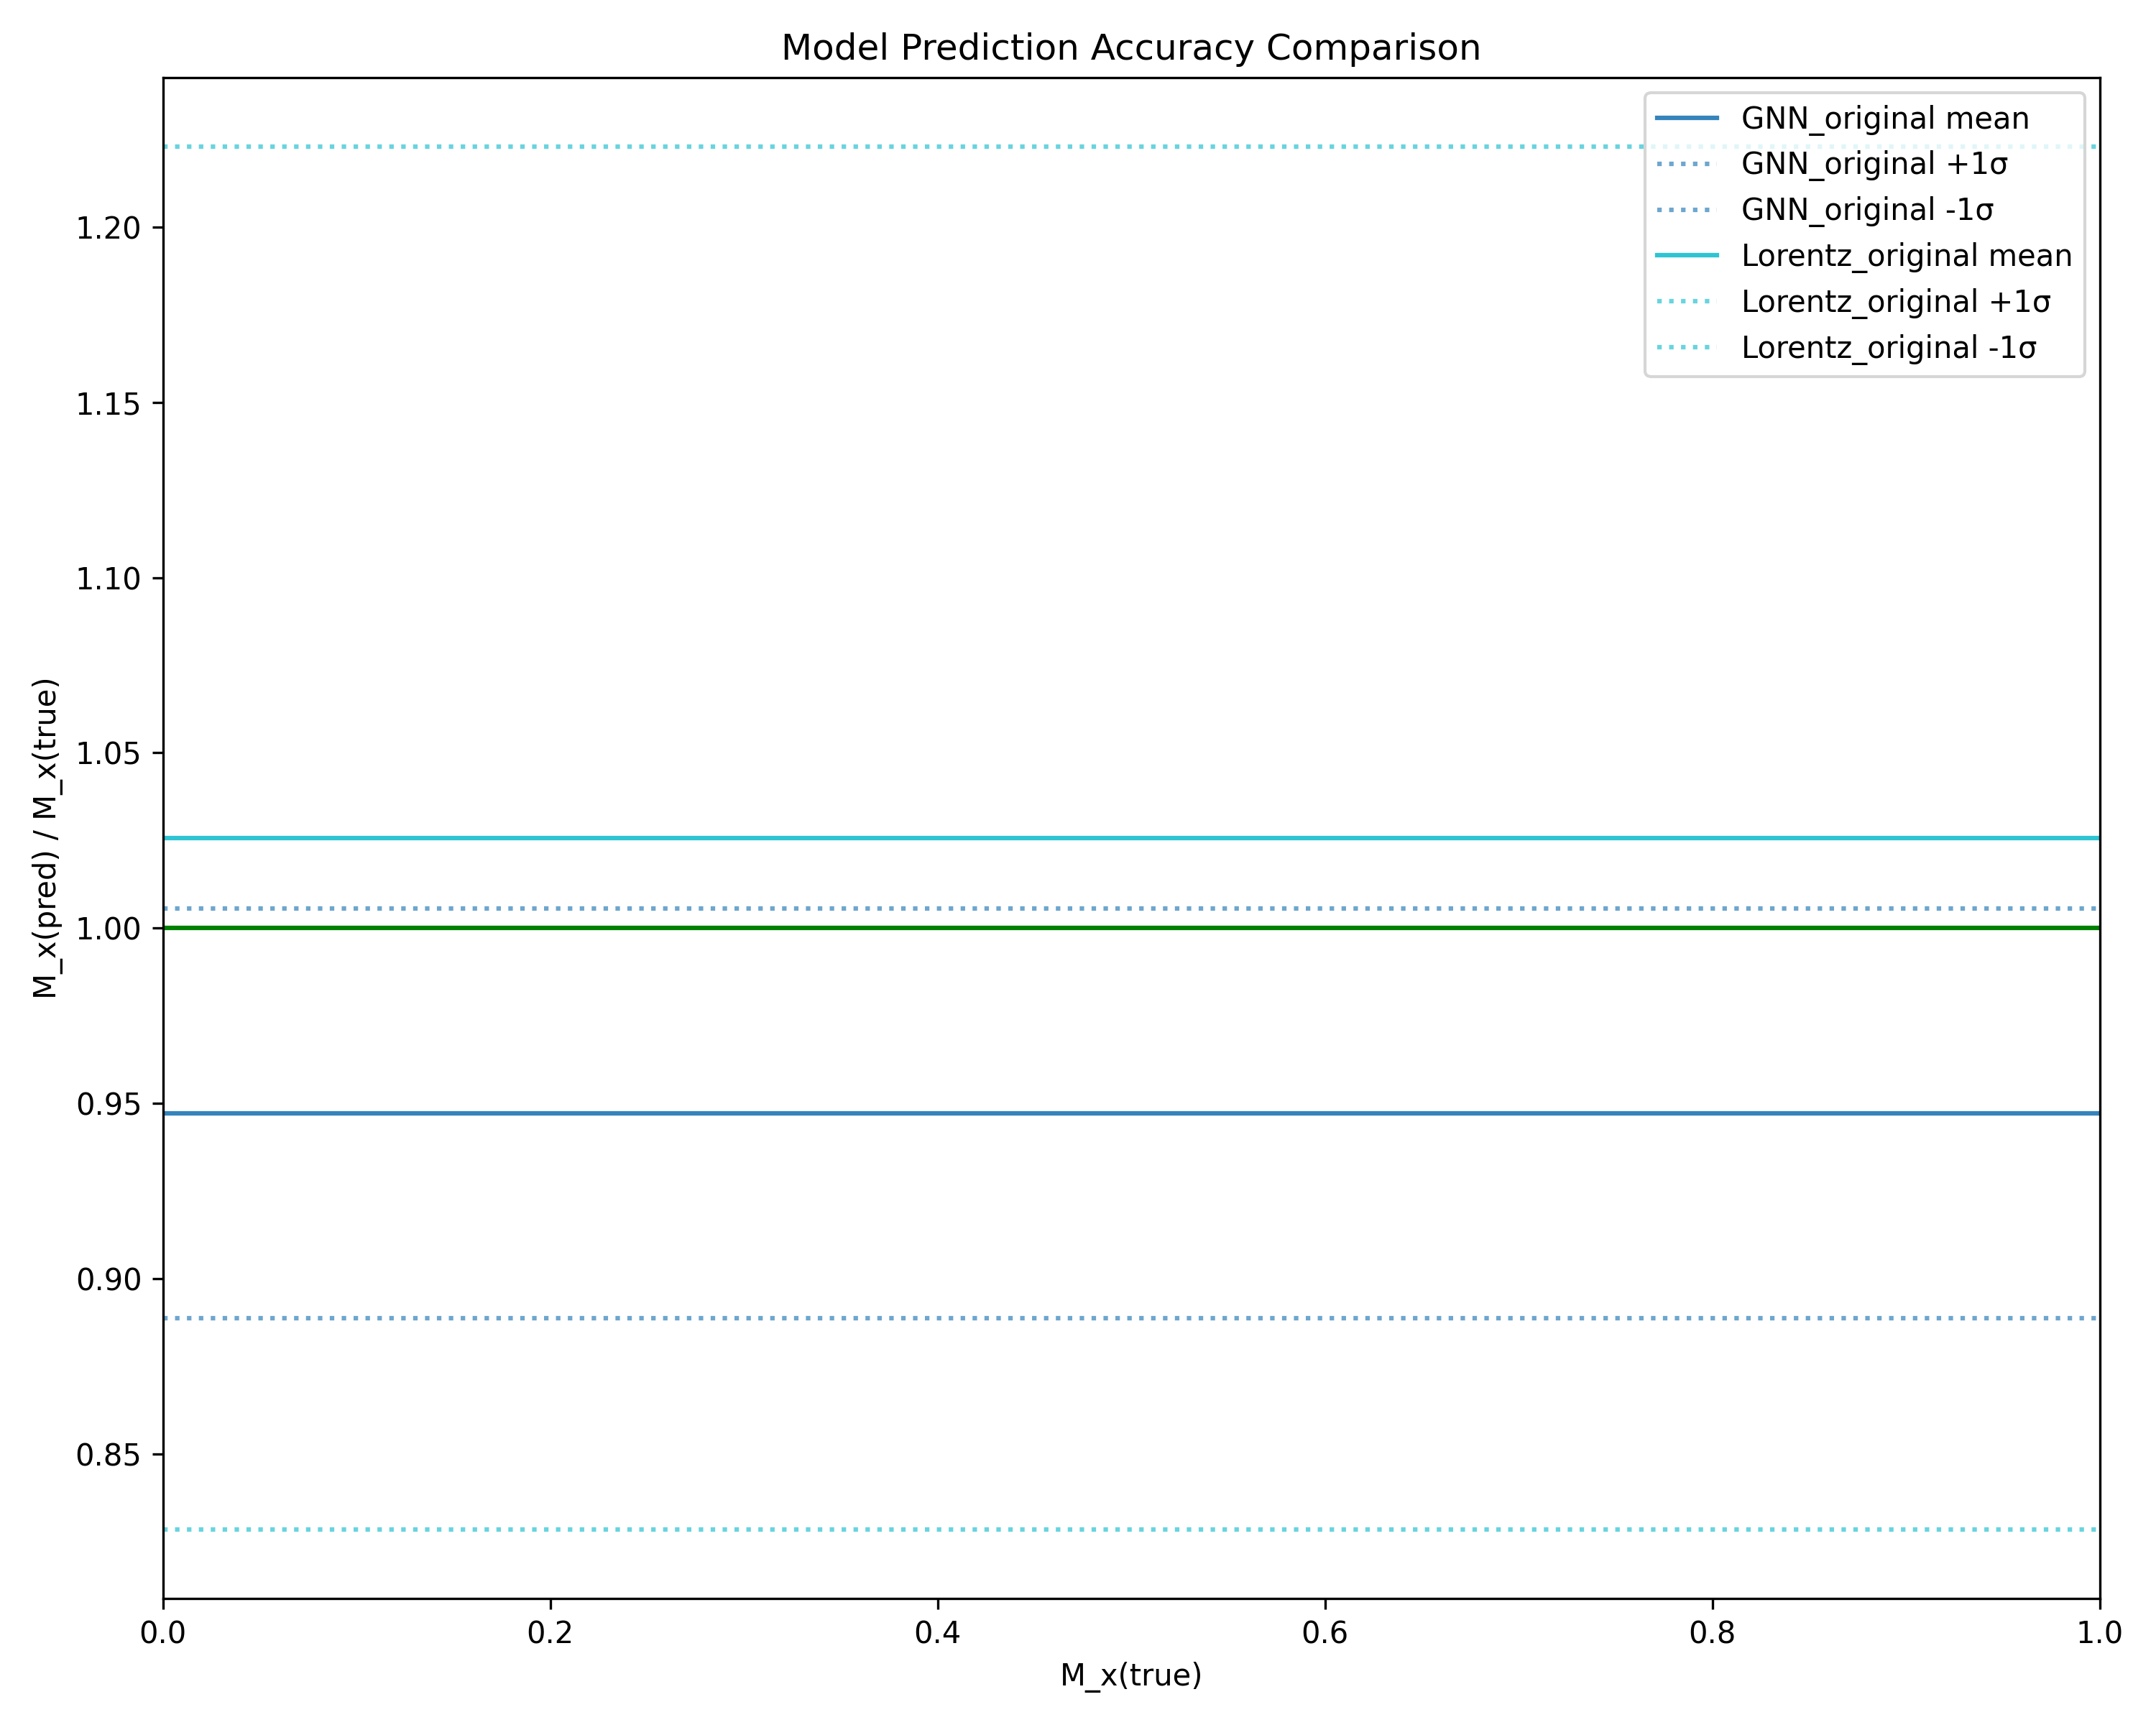 Model Prediction Accuracy Comparison
GNN_original mean
GNN_original +1σ
GNN_original -1σ
Lorentz_original mean
Lorentz_original +1σ
Lorentz_original -1σ
M_x(pred) / M_x(true)
1.20
1.15
1.10
1.05
1.00
0.95
0.90
0.85
0.0 0.2 0.4 0.6 0.8 1.0
M_x(true)